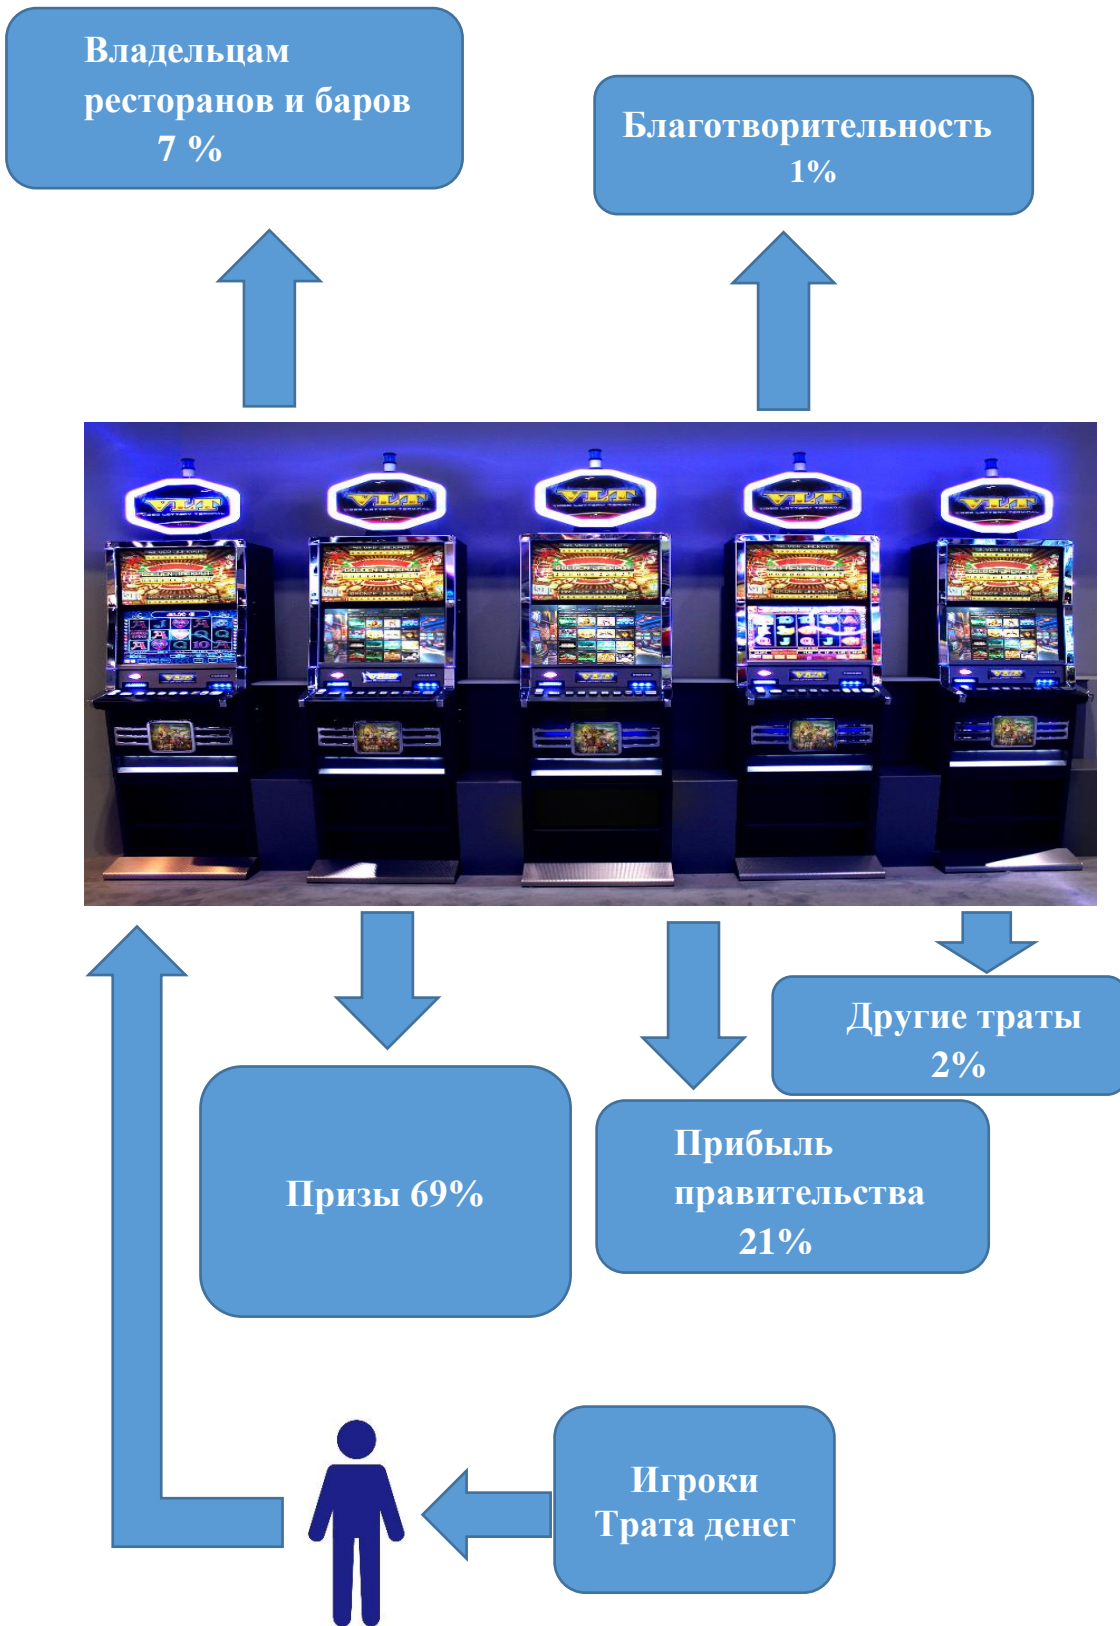 Владельцам
ресторанов и баров
7 %
Благотворительность
1%
VLT
VLT
VLT
VLT
VLT
Другие траты
2%
Призы 69%
Прибыль
правительства
21%
Игроки
Трата денег